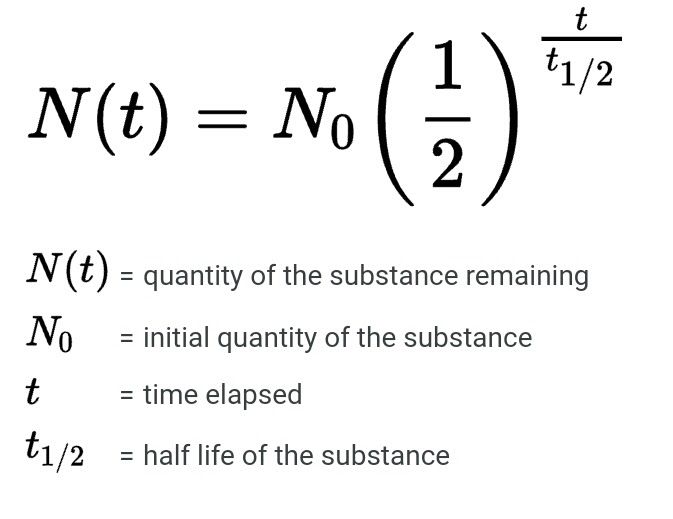 N(t) = N₀ (1/2)^(t/t₁/₂)
N(t) = quantity of the substance remaining
N₀ = initial quantity of the substance
t = time elapsed
t₁/₂ = half life of the substance